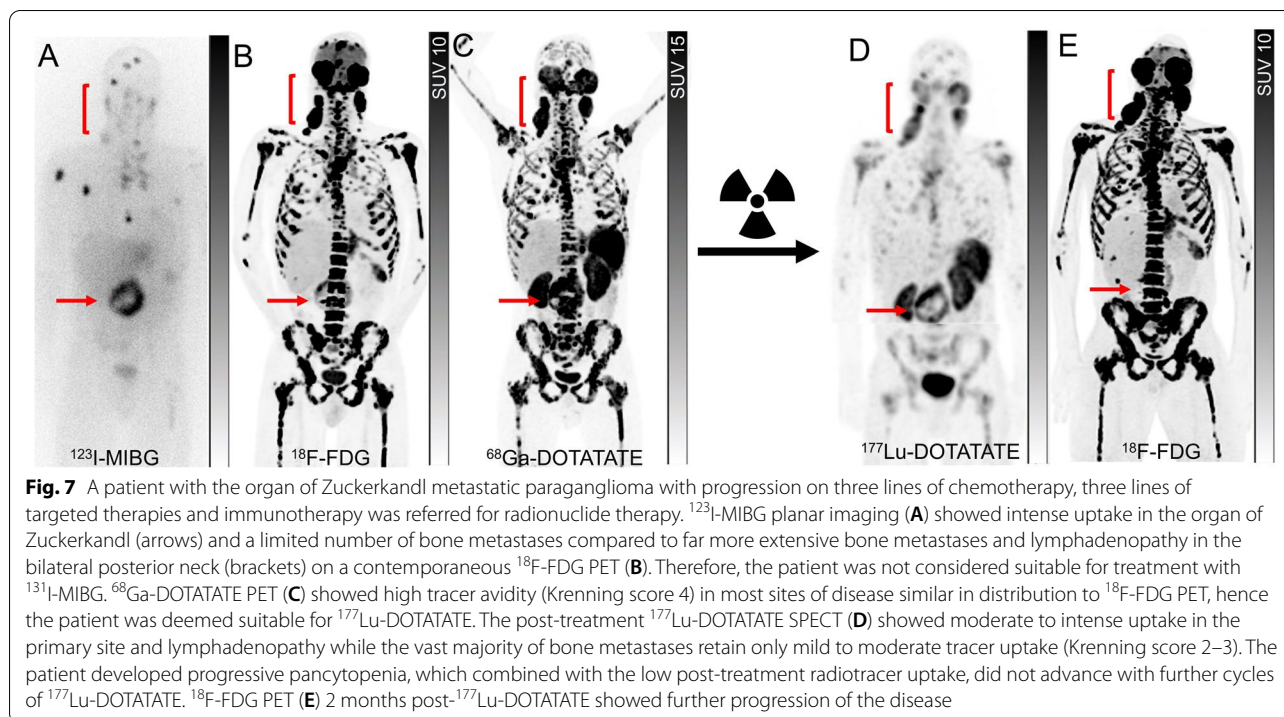 A
B
C
D
E
SUV 10
SUV 15
¹²³I-MIBG
¹⁸F-FDG
⁶⁸Ga-DOTATATE
¹⁷⁷Lu-DOTATATE
¹⁸F-FDG
Fig. 7 A patient with the organ of Zuckerkandl metastatic paraganglioma with progression on three lines of chemotherapy, three lines of
targeted therapies and immunotherapy was referred for radionuclide therapy. ¹²³I-MIBG planar imaging (A) showed intense uptake in the organ of
Zuckerkandl (arrows) and a limited number of bone metastases compared to far more extensive bone metastases and lymphadenopathy in the
bilateral posterior neck (brackets) on a contemporaneous ¹⁸F-FDG PET (B). Therefore, the patient was not considered suitable for treatment with
¹³¹I-MIBG. ⁶⁸Ga-DOTATATE PET (C) showed high tracer avidity (Krenning score 4) in most sites of disease similar in distribution to ¹⁸F-FDG PET, hence
the patient was deemed suitable for ¹⁷⁷Lu-DOTATATE. The post-treatment ¹⁷⁷Lu-DOTATATE SPECT (D) showed moderate to intense uptake in the
primary site and lymphadenopathy while the vast majority of bone metastases retain only mild to moderate tracer uptake (Krenning score 2–3). The
patient developed progressive pancytopenia, which combined with the low post-treatment radiotracer uptake, did not advance with further cycles
of ¹⁷⁷Lu-DOTATATE. ¹⁸F-FDG PET (E) 2 months post-¹⁷⁷Lu-DOTATATE showed further progression of the disease